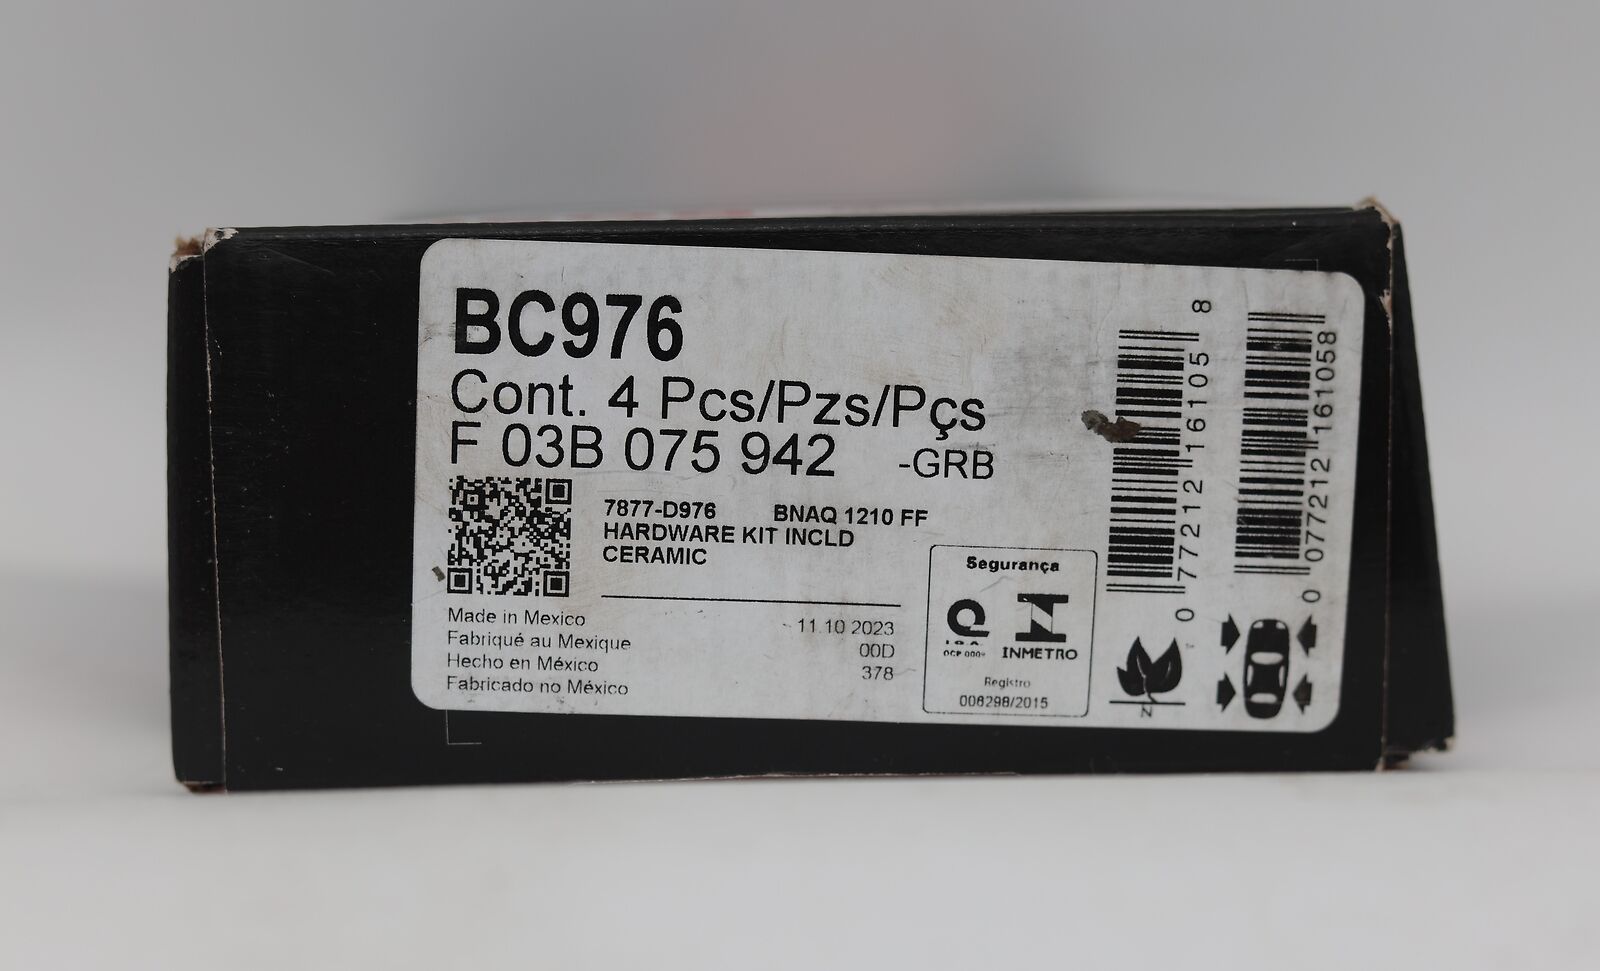 BC976
Cont. 4 Pcs/Pzs/Pçs
F 03B 075 942 -GRB
7877-D976 BNAQ 1210 FF
HARDWARE KIT INCLD
CERAMIC
Made in Mexico
Fabriqué au Mexique
Hecho en México
Fabricado no México
11.10 2023
00D
378
Segurança
INMETRO
Registro
006298/2015
N
0 77212 16105 8
0 077212 161058